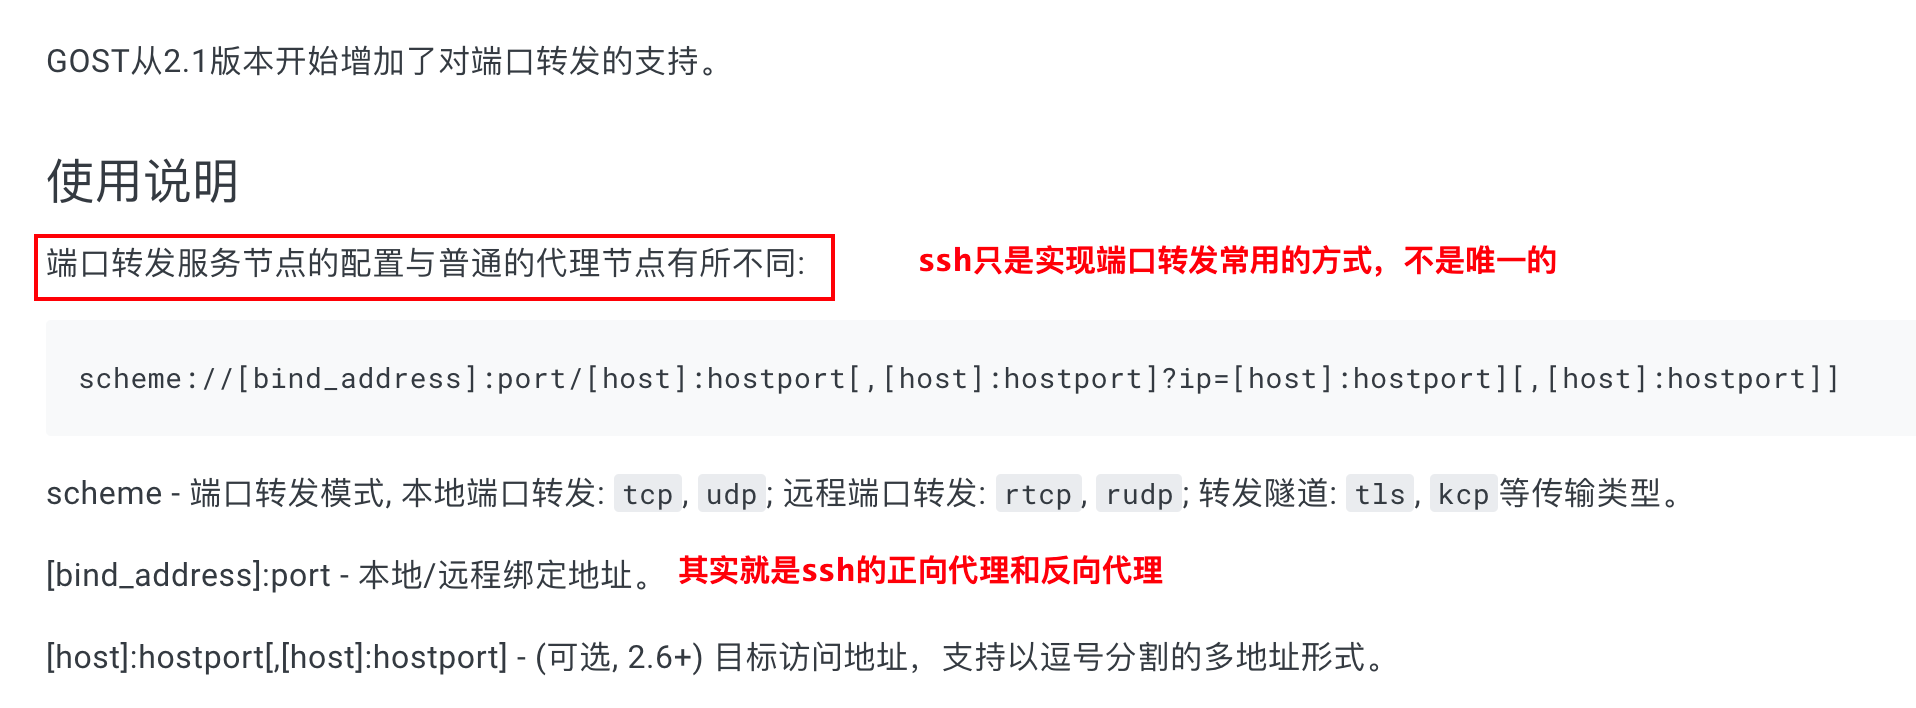 GOST从2.1版本开始增加了对端口转发的支持。
使用说明
端口转发服务节点的配置与普通的代理节点有所不同:
ssh只是实现端口转发常用的方式，不是唯一的
scheme://[bind_address]:port/[host]:hostport[,[host]:hostport]?ip=[host]:hostport][,[host]:hostport]]
scheme - 端口转发模式, 本地端口转发: tcp, udp; 远程端口转发: rtcp, rudp; 转发隧道: tls, kcp等传输类型。
[bind_address]:port - 本地/远程绑定地址。
其实就是ssh的正向代理和反向代理
[host]:hostport[,[host]:hostport] - (可选, 2.6+) 目标访问地址，支持以逗号分割的多地址形式。